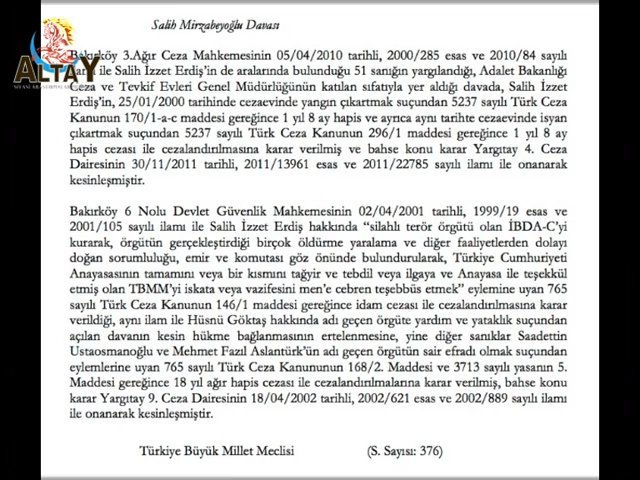 Salih Mirzabeyoğlu Davası
Bakırköy 3.Ağır Ceza Mahkemesinin 05/04/2010 tarihli, 2000/285 esas ve 2010/84 sayılı
ile Salih İzzet Erdiş'in de aralarında bulunduğu 51 sanığın yargılandığı, Adalet Bakanlığı
ALTAY
Ceza ve Tevkif Evleri Genel Müdürlüğünün katılan sıfatıyla yer aldığı davada, Salih İzzet
Erdiş'in, 25/01/2000 tarihinde cezaevinde yangın çıkartmak suçundan 5237 sayılı Türk Ceza
Kanunun 170/1-a-c maddesi gereğince 1 yıl 8 ay hapis ve ayrıca aynı tarihte cezaevinde isyan
çıkartmak suçundan 5237 sayılı Türk Ceza Kanunun 296/1 maddesi gereğince 1 yıl 8 ay
hapis cezası ile cezalandırılmasına karar verilmiş ve bahse konu karar Yargıtay 4. Ceza
Dairesinin 30/11/2011 tarihli, 2011/13961 esas ve 2011/22785 sayılı ilamı ile onanarak
kesinleşmiştir.
Bakırköy 6 Nolu Devlet Güvenlik Mahkemesinin 02/04/2001 tarihli, 1999/19 esas ve
2001/105 sayılı ilamı ile Salih İzzet Erdiş hakkında “silahlı terör örgütü olan İBDA-C'yi
kurarak, örgütün gerçekleştirdiği birçok öldürme yaralama ve diğer faaliyetlerden dolayı
doğan sorumluluğu, emir ve komutası göz önünde bulundurularak, Türkiye Cumhuriyeti
Anayasasının tamamını veya bir kısmını tağyir ve tebdil veya ilgaya ve Anayasa ile teşekkül
etmiş olan TBMM'yi iskata veya vazifesini men'e cebren teşebbüs etmek” eylemine uyan 765
sayılı Türk Ceza Kanunun 146/1 maddesi gereğince idam cezası ile cezalandırılmasına karar
verildiği, aynı ilam ile Hüsnü Göktaş hakkında adı geçen örgüte yardım ve yataklık suçundan
açılan davanın kesin hükme bağlanmasının ertelenmesine, yine diğer sanıklar Saadettin
Ustaosmanoğlu ve Mehmet Fazıl Aslantürk'ün adı geçen örgütün sair efradı olmak suçundan
eylemlerine uyan 765 sayılı Türk Ceza Kanununun 168/2. Maddesi ve 3713 sayılı yasanın 5.
Maddesi gereğince 18 yıl ağır hapis cezası ile cezalandırılmalarına karar verilmiş, bahse konu
karar Yargıtay 9. Ceza Dairesinin 18/04/2002 tarihli, 2002/621 esas ve 2002/889 sayılı ilamı
ile onanarak kesinleşmiştir.
Türkiye Büyük Millet Meclisi (S. Sayısı: 376)